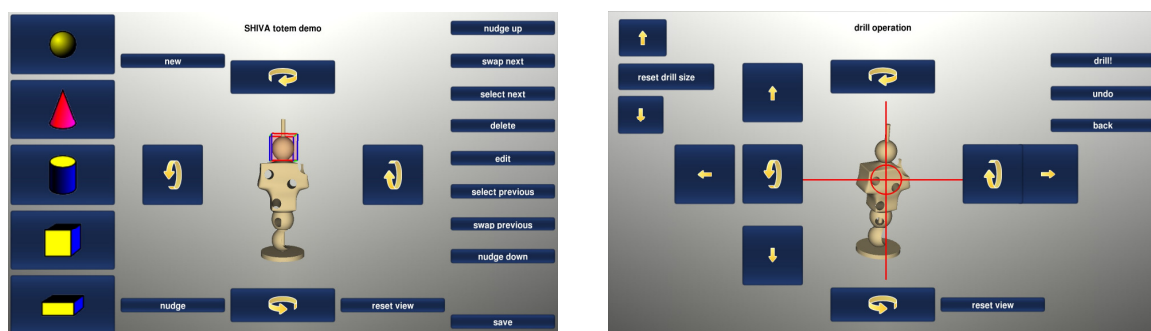 SHIVA totem demo
nudge up
new
swap next
select next
delete
edit
select previous
swap previous
nudge down
nudge
reset view
save
drill operation
drill!
reset drill size
undo
back
reset view